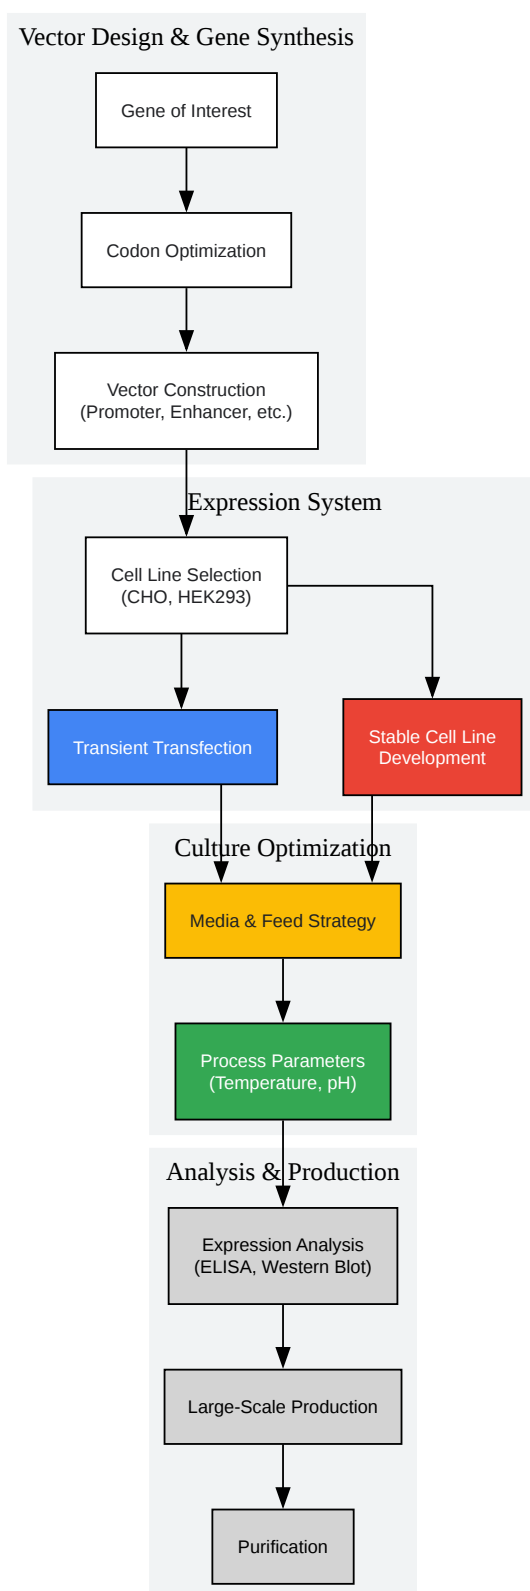 Vector Design & Gene Synthesis
Gene of Interest
Codon Optimization
Vector Construction
(Promoter, Enhancer, etc.)
Expression System
Cell Line Selection
(CHO, HEK293)
Transient Transfection
Stable Cell Line
Development
Culture Optimization
Media & Feed Strategy
Process Parameters
(Temperature, pH)
Analysis & Production
Expression Analysis
(ELISA, Western Blot)
Large-Scale Production
Purification